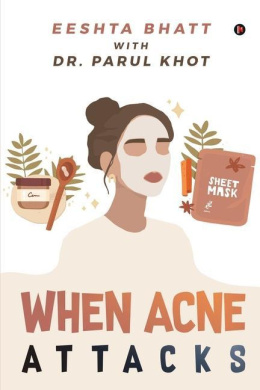 EESHTA BHATT
WITH
DR. PARUL KHOT
SHEET
MASK
WHEN ACNE
ATTACKS